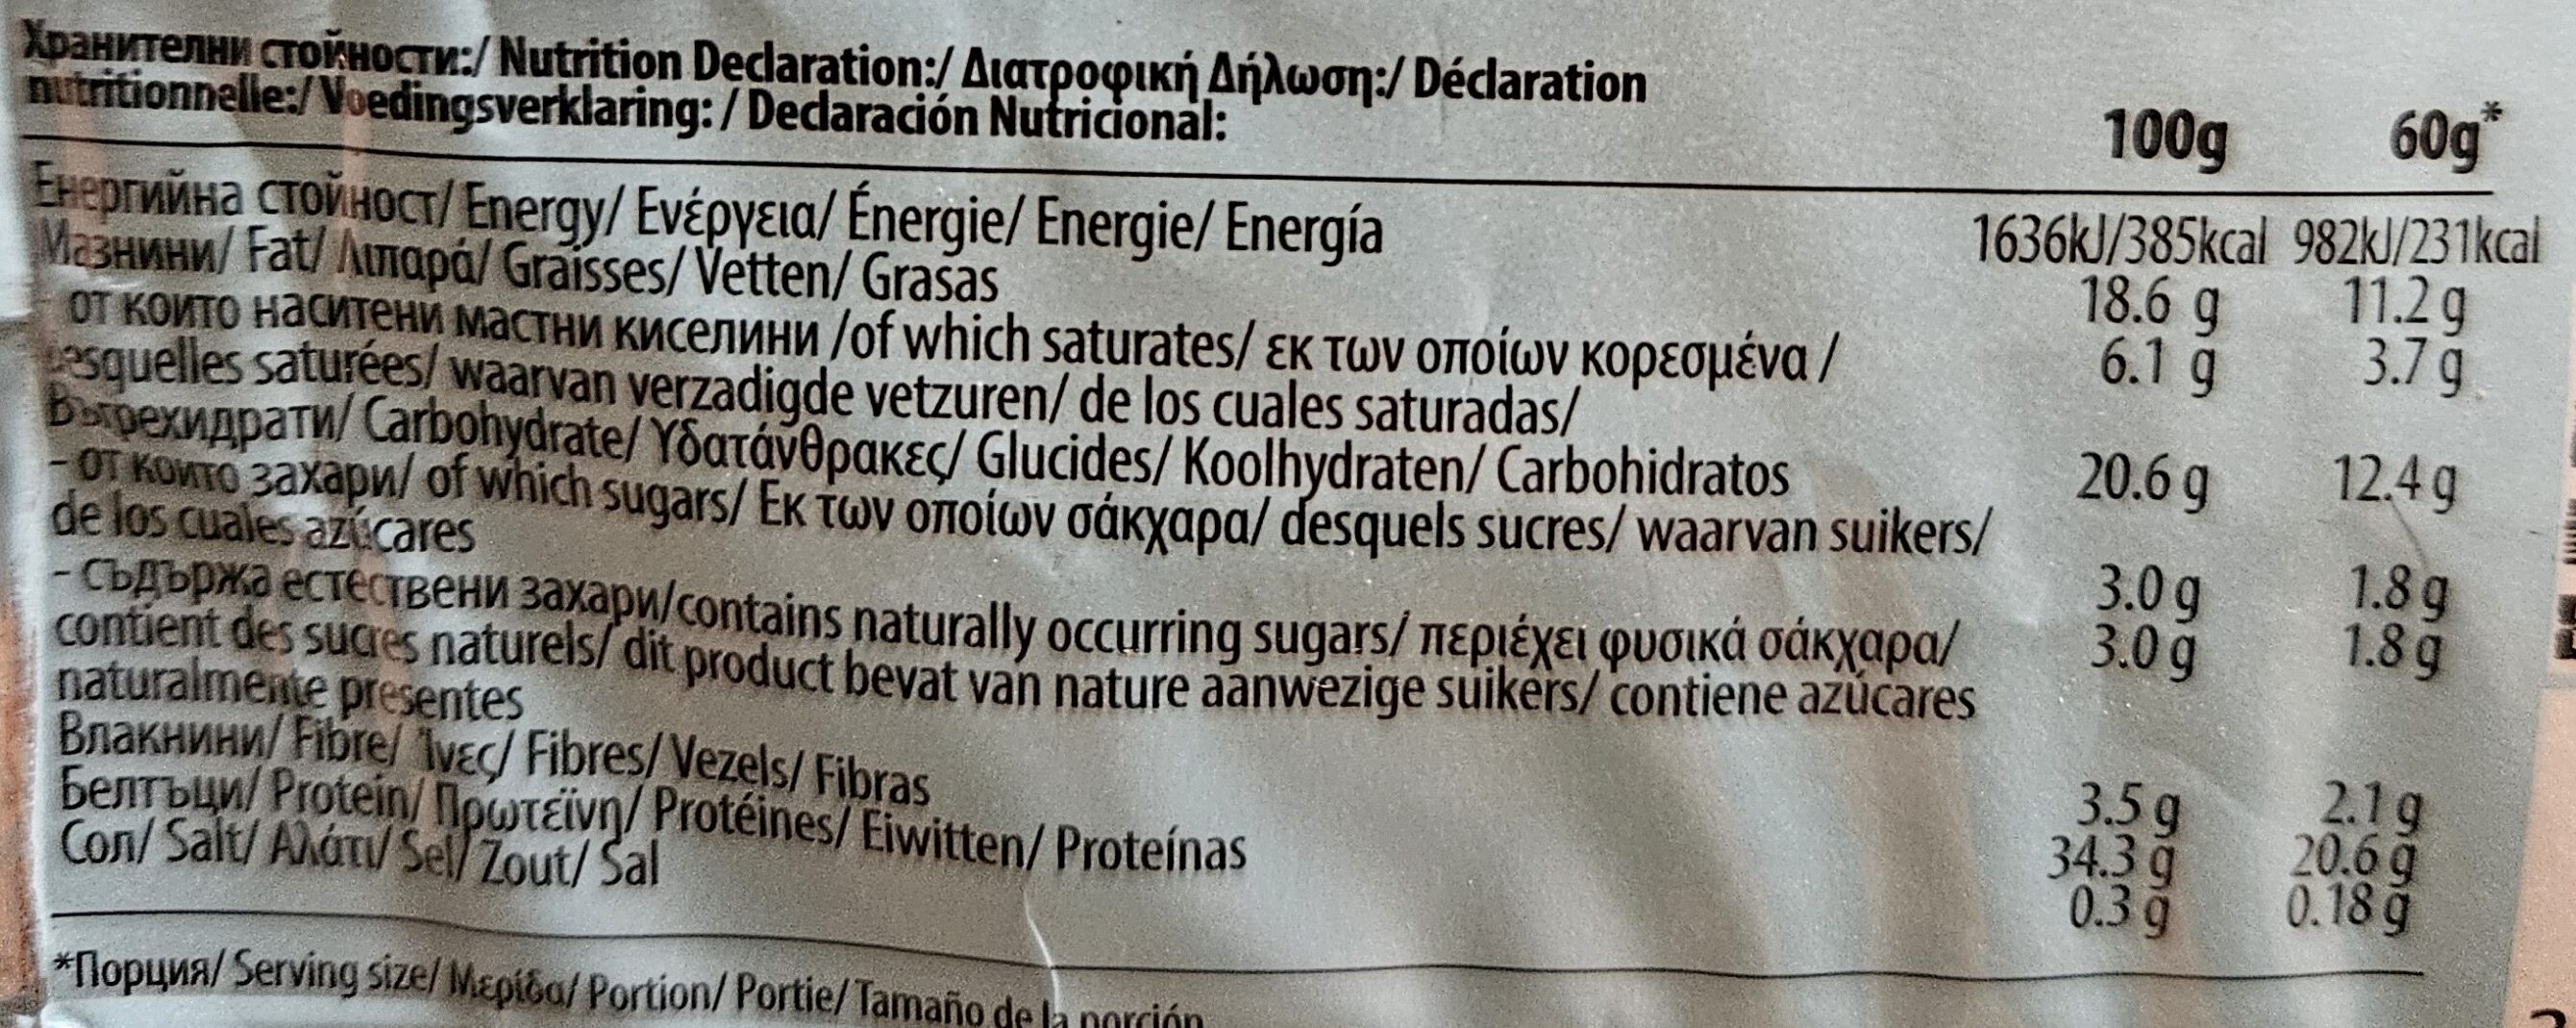 Хранителни стойности:/ Nutrition Declaration:/ Διατροφική Δήλωση:/ Déclaration
nutritionnelle:/ Voedingsverklaring: / Declaración Nutricional:
100g 60g*
Енергийна стойност/ Energy/ Ενέργεια/ Énergie/ Energie/ Energía 1636kJ/385kcal 982kJ/231kcal
Мазнини/ Fat/ Λιπαρά/ Graisses/ Vetten/ Grasas 18.6 g 11.2 g
от които наситени мастни киселини /of which saturates/ εκ των οποίων κορεσμένα / 6.1 g 3.7 g
saturées/ waarvan verzadigde vetzuren/ de los cuales saturadas/
Въгрехидрати/ Carbohydrate/ Υδατάνθρακες/ Glucides/ Koolhydraten/ Carbohidratos 20.6 g 12.4 g
- от които захари/ of which sugars/ Εκ των οποίων σάκχαρα/ desquels sucres/ waarvan suikers/
de los cuales azúcares 3.0 g 1.8 g
- съдържа естествени захари/contains naturally occurring sugars/ περιέχει φυσικά σάκχαρα/ 3.0 g 1.8 g
contient des sucres naturels/ dit product bevat van nature aanwezige suikers/ contiene azúcares
naturalmente presentes
Влакнини/ Fibre/ Ίνες/ Fibres/ Vezels/ Fibras 3.5 g 2.1 g
Белтъци/ Protein/ Πρωτεϊνη/ Protéines/ Eiwitten/ Proteínas 34.3 g 20.6 g
Сол/ Salt/ Αλάτι/ Sel/ Zout/ Sal 0.3 g 0.18 g
*Порция/ Serving size/ Μερίδα/ Portion/ Portie/ Tamaño de la porción